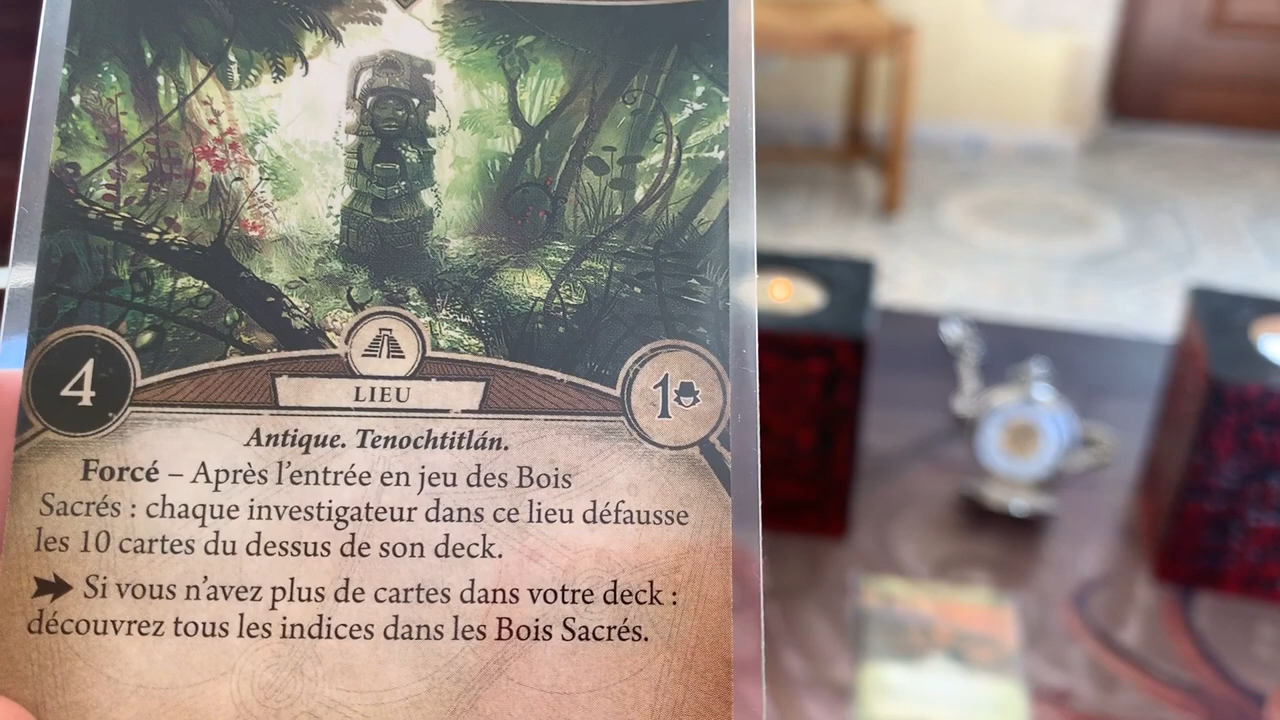 4
LIEU
1
Antique. Tenochtitlán.
Forcé – Après l'entrée en jeu des Bois
Sacrés : chaque investigateur dans ce lieu défausse
les 10 cartes du dessus de son deck.
Si vous n'avez plus de cartes dans votre deck :
découvrez tous les indices dans les Bois Sacrés.